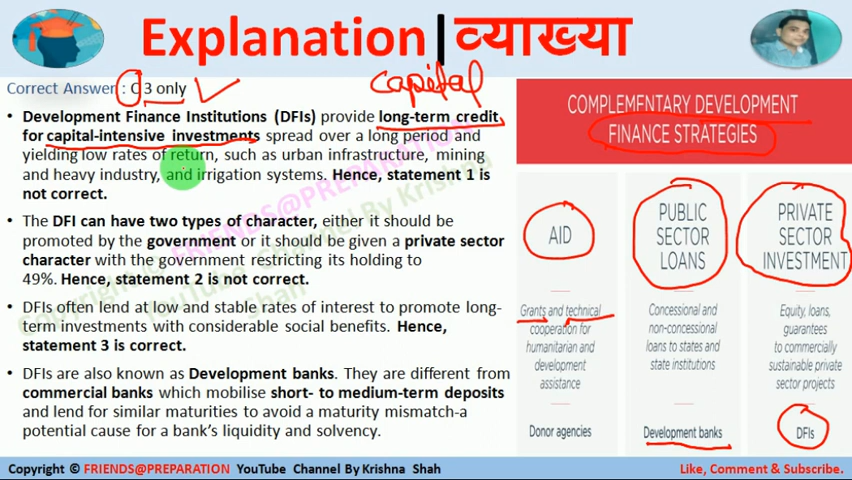 Explanation|व्याख्या
Correct Answer : C 3 only
capital
Development Finance Institutions (DFIs) provide long-term credit
for capital-intensive investments spread over a long period and
yielding low rates of return, such as urban infrastructure, mining
and heavy industry, and irrigation systems. Hence, statement 1 is
not correct.
The DFI can have two types of character, either it should be
promoted by the government or it should be given a private sector
character with the government restricting its holding to
49%. Hence, statement 2 is not correct.
DFIs often lend at low and stable rates of interest to promote long-
term investments with considerable social benefits. Hence,
statement 3 is correct.
DFIs are also known as Development banks. They are different from
commercial banks which mobilise short- to medium-term deposits
and lend for similar maturities to avoid a maturity mismatch-a
potential cause for a bank's liquidity and solvency.
COMPLEMENTARY DEVELOPMENT
FINANCE STRATEGIES
AID
Grants and technical
cooperation for
humanitarian and
development
assistance
Donor agencies
PUBLIC
SECTOR
LOANS
Concessional and
non-concessional
loans to states and
state institutions
Development banks
PRIVATE
SECTOR
INVESTMENT
Equity, loans,
guarantees
to commercially
sustainable private
sector projects
DFIs
Copyright © FRIENDS@PREPARATION
YouTube Channel By Krishna
Shah
Copyright © FRIENDS@PREPARATION YouTube Channel By Krishna Shah
Like, Comment & Subscribe.